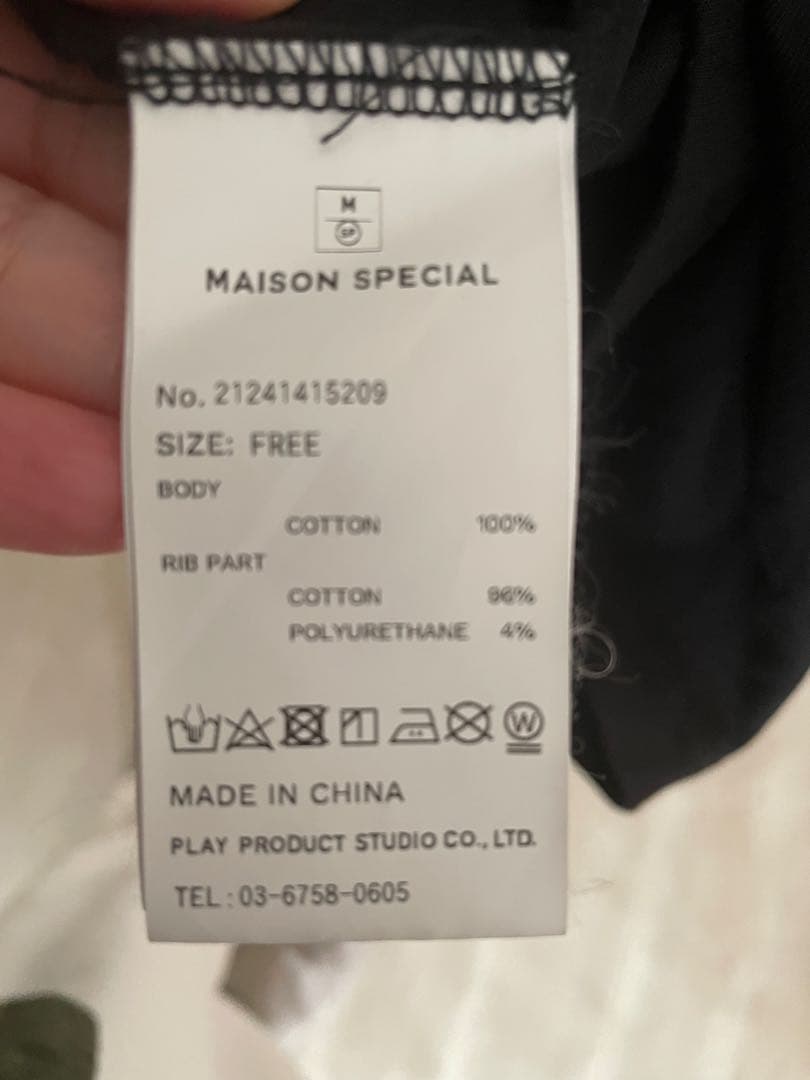 M
SP
MAISON SPECIAL
No. 21241415209
SIZE: FREE
BODY
COTTON 100%
RIB PART
COTTON 96%
POLYURETHANE 4%
W
MADE IN CHINA
PLAY PRODUCT STUDIO CO., LTD.
TEL : 03-6758-0605